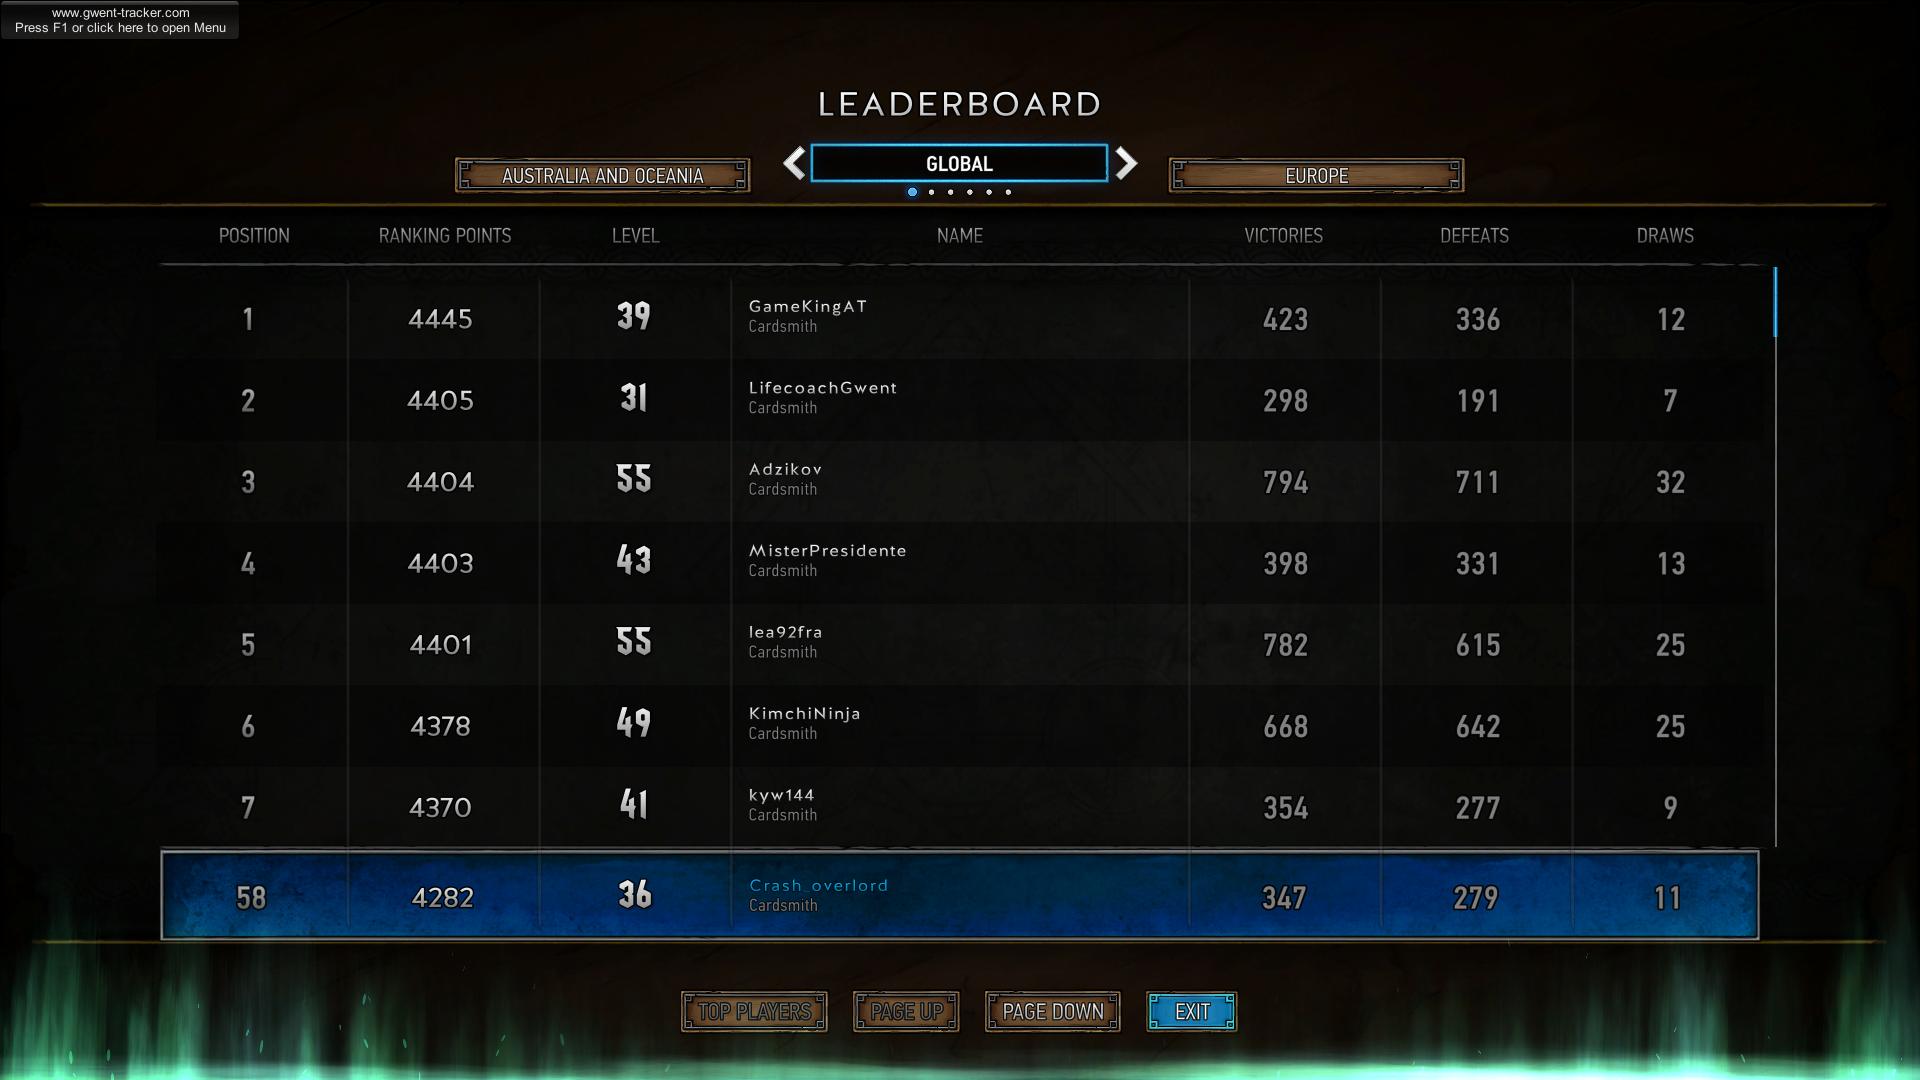 www.gwent-tracker.com
Press F1 or click here to open Menu
LEADERBOARD
AUSTRALIA AND OCEANIA GLOBAL EUROPE
POSITION RANKING POINTS LEVEL NAME VICTORIES DEFEATS DRAWS
1 4445 39 GameKingAT 423 336 12
Cardsmith
2 4405 31 LifecoachGwent 298 191 7
Cardsmith
3 4404 55 Adzikov 794 711 32
Cardsmith
4 4403 43 MisterPresidente 398 331 13
Cardsmith
5 4401 55 lea92fra 782 615 25
Cardsmith
6 4378 49 KimchiNinja 668 642 25
Cardsmith
7 4370 41 kyw144 354 277 9
Cardsmith
58 4282 36 Crash_overlord 347 279 11
Cardsmith
TOP PLAYERS PAGE UP PAGE DOWN EXIT